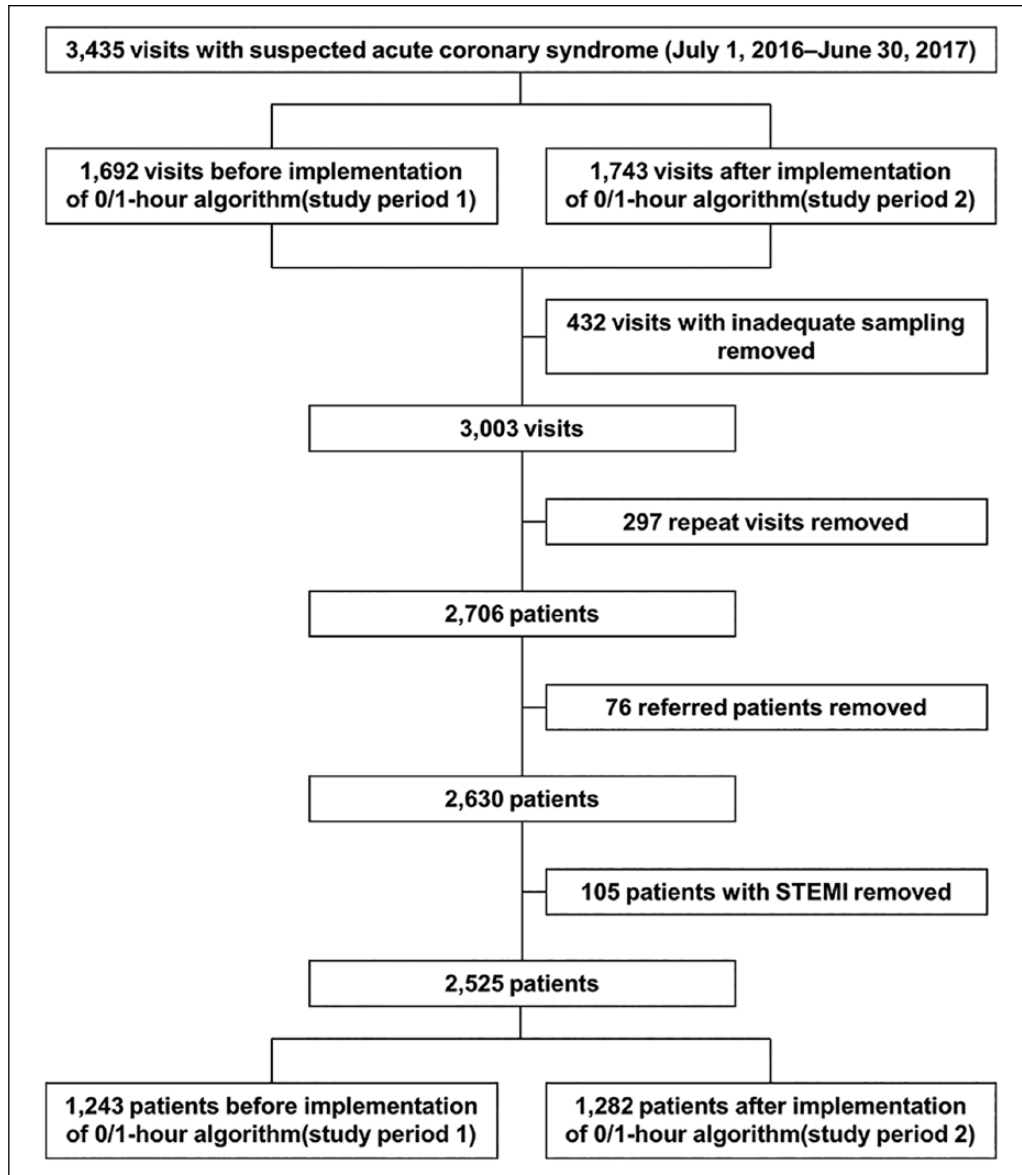 3,435 visits with suspected acute coronary syndrome (July 1, 2016–June 30, 2017)
1,692 visits before implementation
of 0/1-hour algorithm(study period 1)
1,743 visits after implementation
of 0/1-hour algorithm(study period 2)
432 visits with inadequate sampling
removed
3,003 visits
297 repeat visits removed
2,706 patients
76 referred patients removed
2,630 patients
105 patients with STEMI removed
2,525 patients
1,243 patients before implementation
of 0/1-hour algorithm(study period 1)
1,282 patients after implementation
of 0/1-hour algorithm(study period 2)